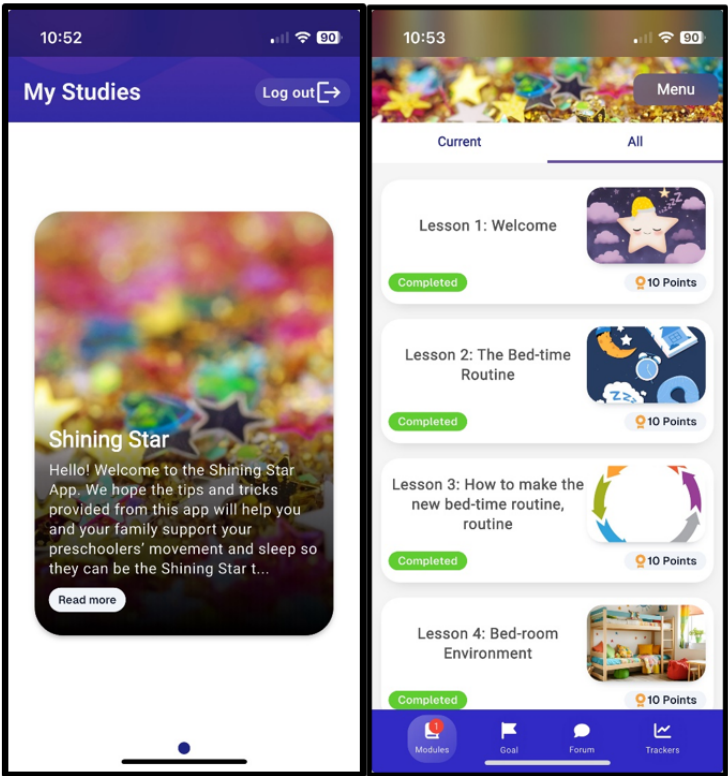 10:52
90
My Studies
Log out
Shining Star
Hello! Welcome to the Shining Star
App. We hope the tips and tricks
provided from this app will help you
and your family support your
preschoolers' movement and sleep so
they can be the Shining Star t...
Read more
10:53
90
Menu
Current
All
Lesson 1: Welcome
zzzZ
Completed
10 Points
Lesson 2: The Bed-time
Routine
ZZZ
Completed
10 Points
Lesson 3: How to make the
new bed-time routine,
routine
Completed
10 Points
Lesson 4: Bed-room
Environment
Completed
10 Points
1
Modules
Goal
Forum
Trackers